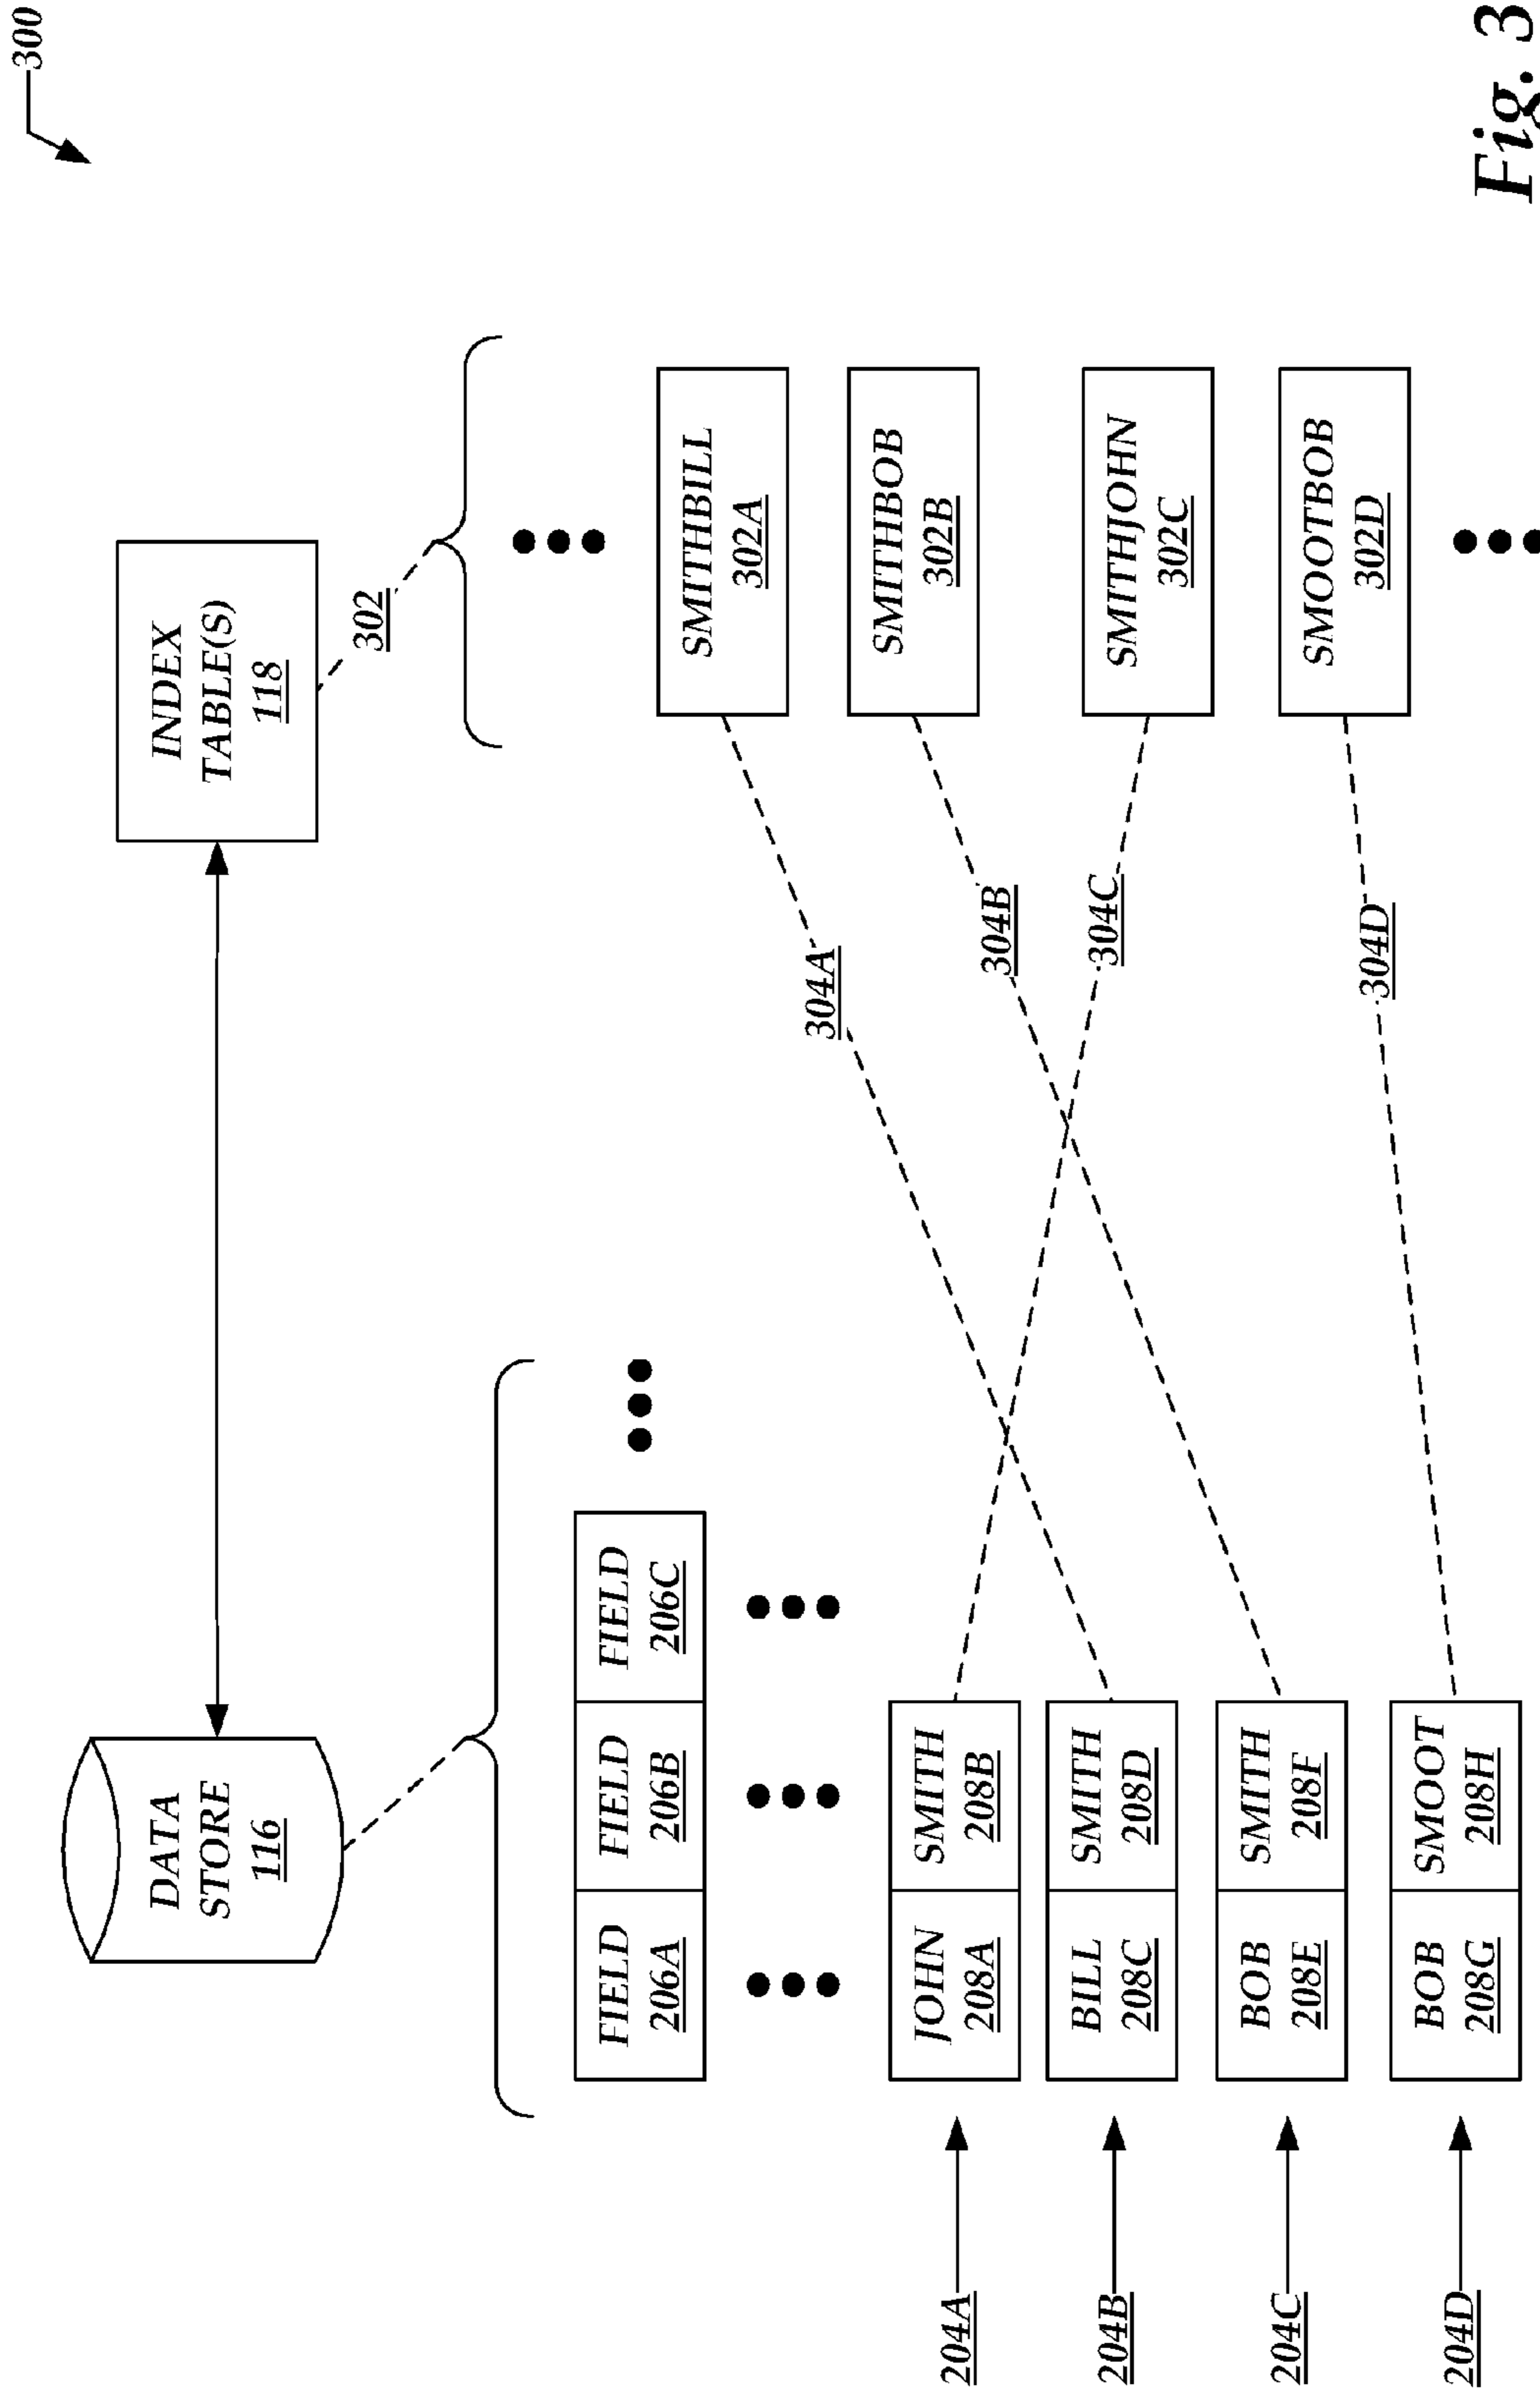 300
DATA
STORE
116
INDEX
TABLE(S)
118
302
FIELD
206A
FIELD
206B
FIELD
206C
204A
JOHN
208A
SMITH
208B
204B
BILL
208C
SMITH
208D
204C
BOB
208E
SMITH
208F
204D
BOB
208G
SMOOT
208H
304A
304B
304C
304D
SMITHBILL
302A
SMITHBOB
302B
SMITHJOHN
302C
SMOOTBOB
302D
Fig. 3